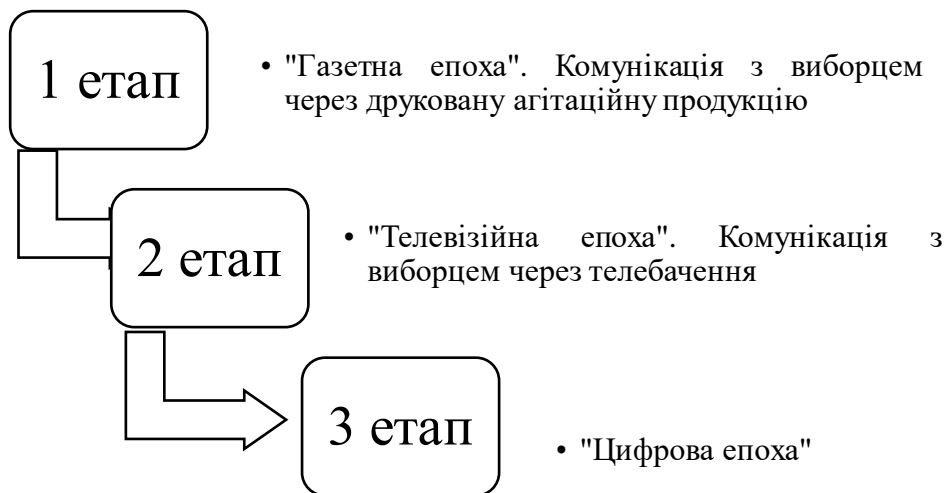 1 етап
• "Газетна епоха". Комунікація з виборцем
через друковану агітаційну продукцію
2 етап
• "Телевізійна епоха". Комунікація з
виборцем через телебачення
3 етап
• "Цифрова епоха"